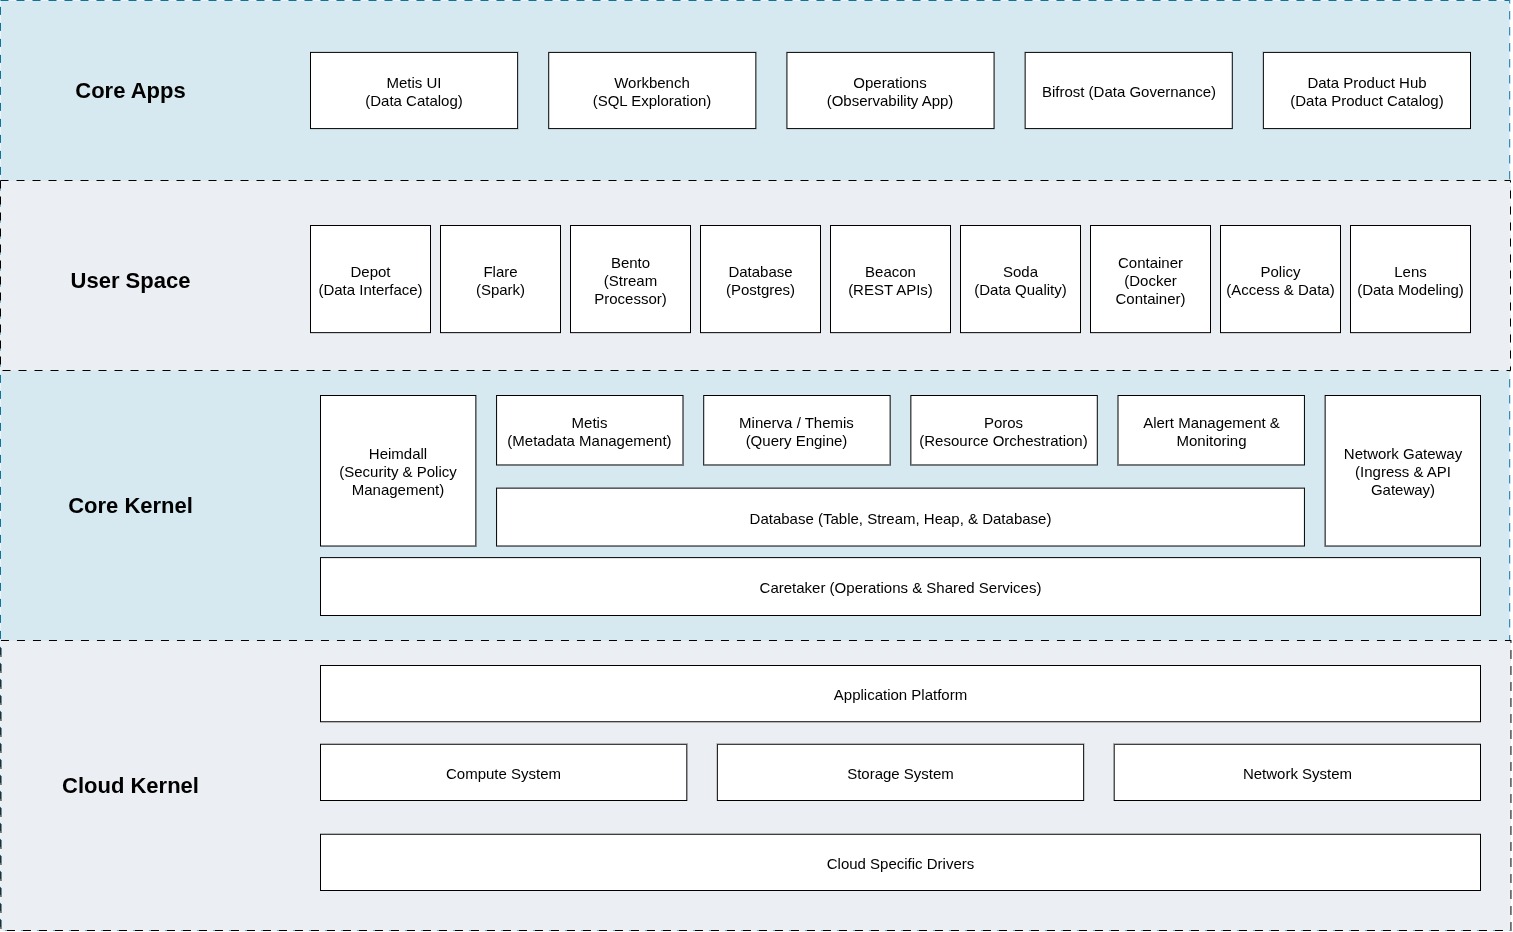 Core Apps
Metis UI
(Data Catalog)
Workbench
(SQL Exploration)
Operations
(Observability App)
Bifrost (Data Governance)
Data Product Hub
(Data Product Catalog)
User Space
Depot
(Data Interface)
Flare
(Spark)
Bento
(Stream
Processor)
Database
(Postgres)
Beacon
(REST APIs)
Soda
(Data Quality)
Container
(Docker
Container)
Policy
(Access & Data)
Lens
(Data Modeling)
Core Kernel
Heimdall
(Security & Policy
Management)
Metis
(Metadata Management)
Minerva / Themis
(Query Engine)
Poros
(Resource Orchestration)
Alert Management &
Monitoring
Network Gateway
(Ingress & API
Gateway)
Database (Table, Stream, Heap, & Database)
Caretaker (Operations & Shared Services)
Cloud Kernel
Application Platform
Compute System
Storage System
Network System
Cloud Specific Drivers